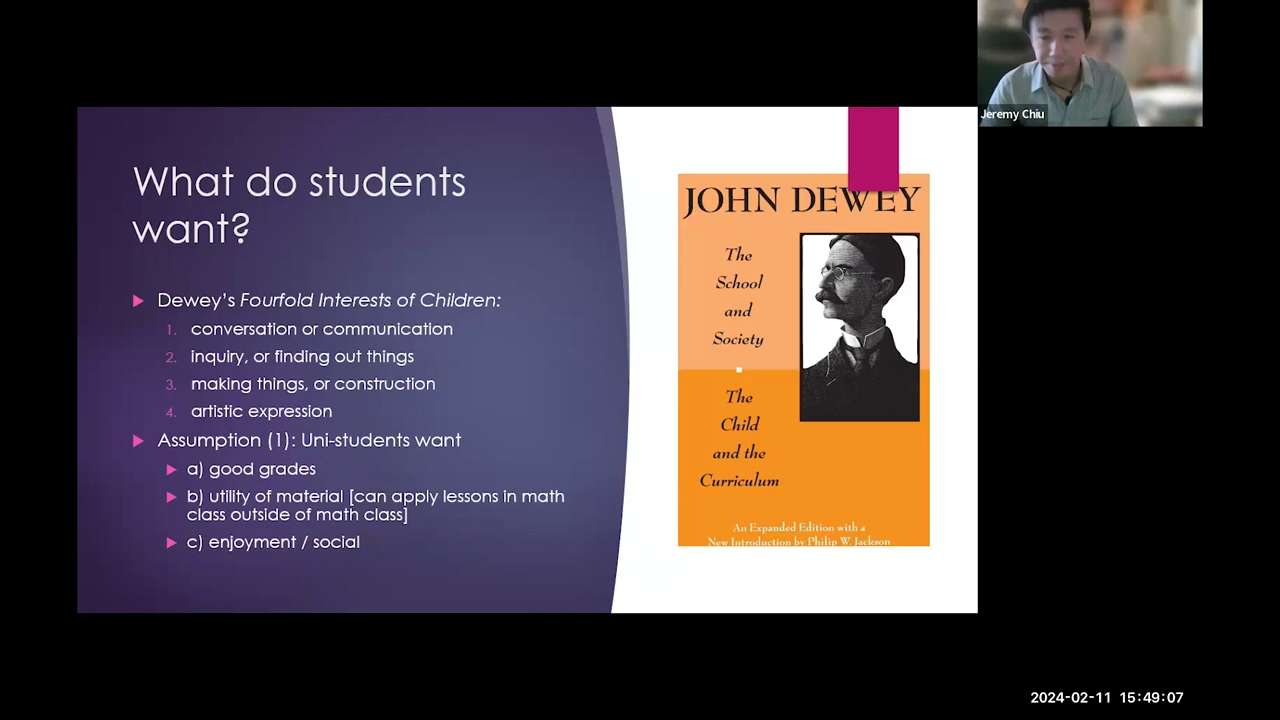 Jeremy Chiu
What do students
want?
Dewey's Fourfold Interests of Children:
1. conversation or communication
2. inquiry, or finding out things
3. making things, or construction
4. artistic expression
Assumption (1): Uni-students want
a) good grades
b) utility of material [can apply lessons in math
class outside of math class]
c) enjoyment / social
JOHN DEWEY
The
School
and
Society
The
Child
and the
Curriculum
An Expanded Edition with a
New Introduction by Philip W. Jackson
2024-02-11 15:49:07